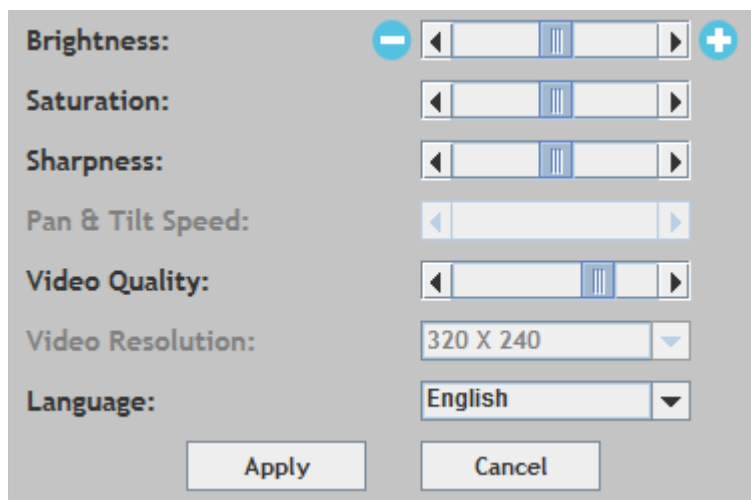 Brightness:
Saturation:
Sharpness:
Pan & Tilt Speed:
Video Quality:
Video Resolution: 320 X 240
Language: English
Apply Cancel